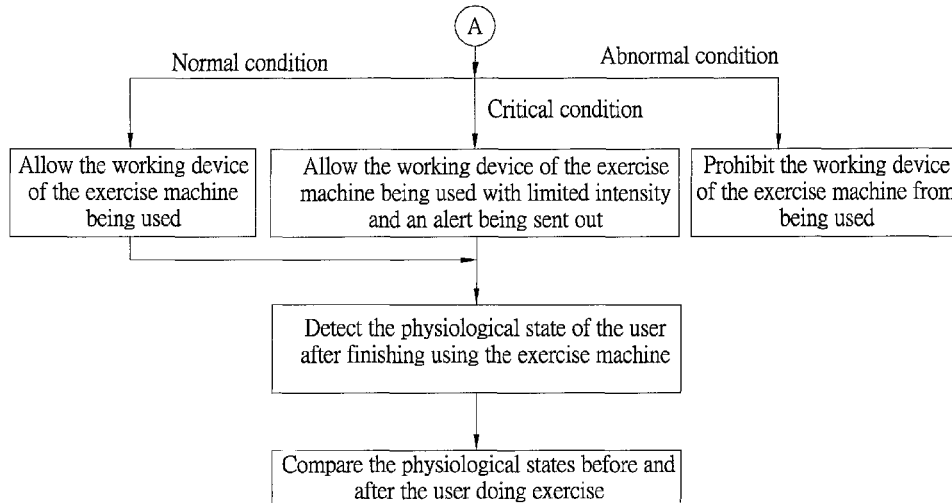 A
Normal condition
Abnormal condition
Critical condition
Allow the working device
of the exercise machine
being used
Allow the working device of the exercise
machine being used with limited intensity
and an alert being sent out
Prohibit the working device
of the exercise machine from
being used
Detect the physiological state of the user
after finishing using the exercise machine
Compare the physiological states before and
after the user doing exercise